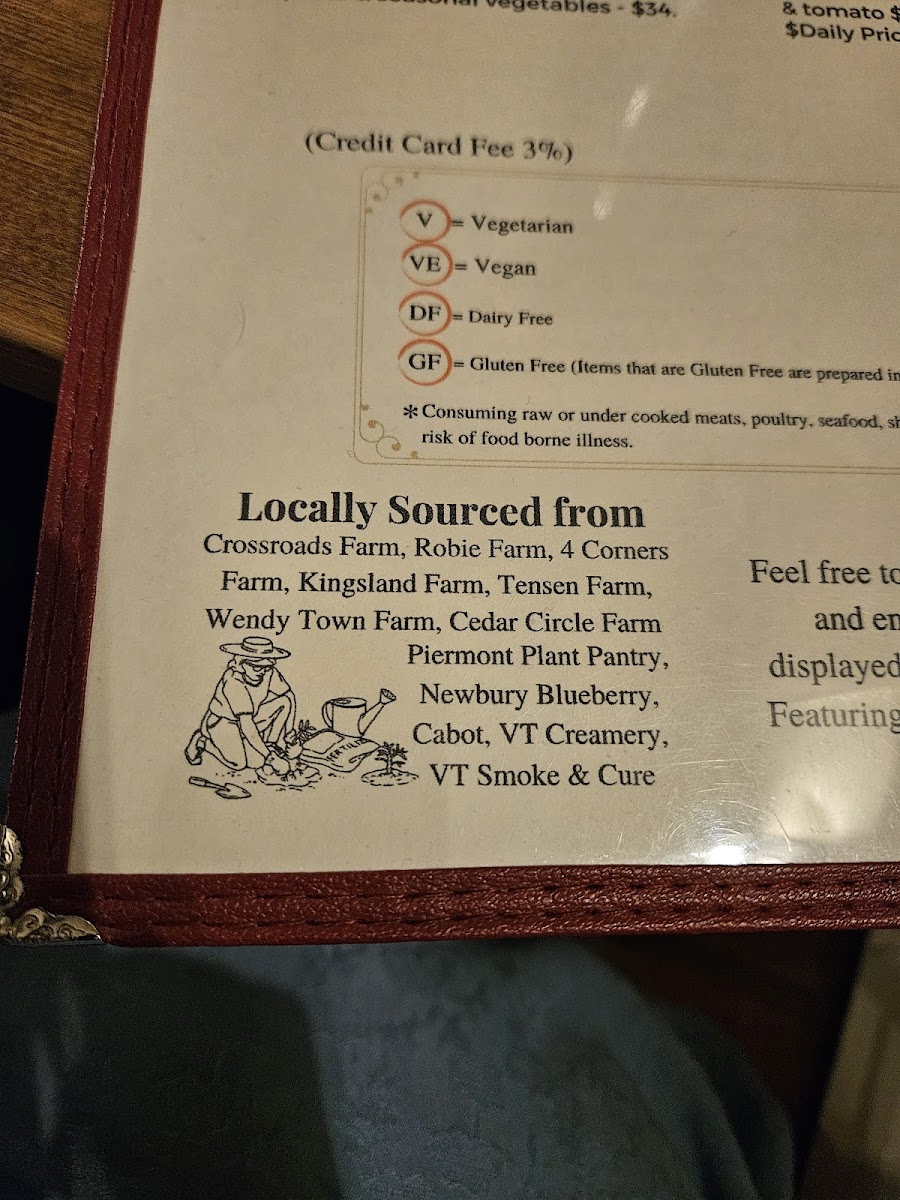 vegetables - $34.
& tomato $
$Daily
(Credit Card Fee 3%)
V = Vegetarian
VE = Vegan
DF = Dairy Free
GF = Gluten Free (Items that are Gluten Free are prepared in
* Consuming raw or under cooked meats, poultry, seafood,
risk of food borne illness.
Locally Sourced from
Crossroads Farm, Robie Farm, 4 Corners
Farm, Kingsland Farm, Tensen Farm,
Wendy Town Farm, Cedar Circle Farm
Piermont Plant Pantry,
Newbury Blueberry,
Cabot, VT Creamery,
VT Smoke & Cure
Feel free to
and
displayed
Featuring